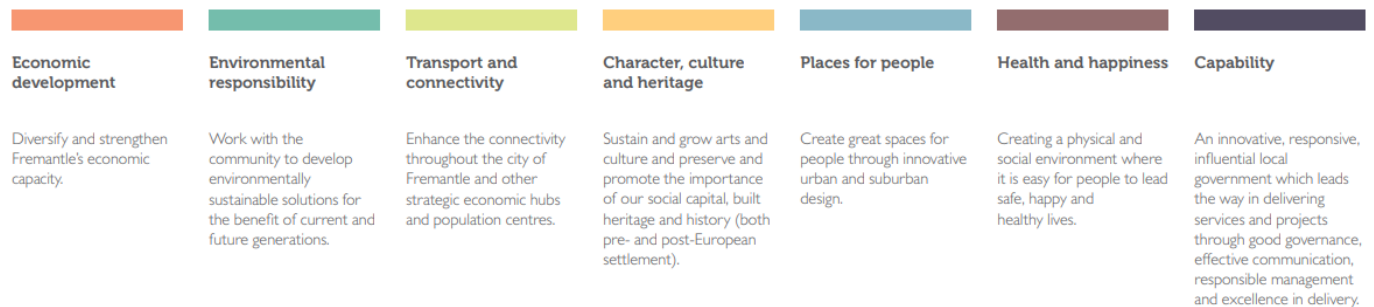 Economic
development
Diversify and strengthen
Fremantle's economic
capacity.
Environmental
responsibility
Work with the
community to develop
environmentally
sustainable solutions for
the benefit of current and
future generations.
Transport and
connectivity
Enhance the connectivity
throughout the city of
Fremantle and other
strategic economic hubs
and population centres.
Character, culture
and heritage
Sustain and grow arts and
culture and preserve and
promote the importance
of our social capital, built
heritage and history (both
pre- and post-European
settlement).
Places for people
Create great spaces for
people through innovative
urban and suburban
design.
Health and happiness
Creating a physical and
social environment where
it is easy for people to lead
safe, happy and
healthy lives.
Capability
An innovative, responsive,
influential local
government which leads
the way in delivering
services and projects
through good governance,
effective communication,
responsible management
and excellence in delivery.